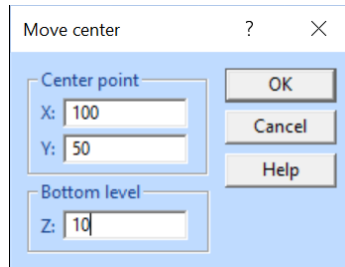 Move center ?
Center point
X: 100
Y: 50
Bottom level
Z: 10
OK
Cancel
Help